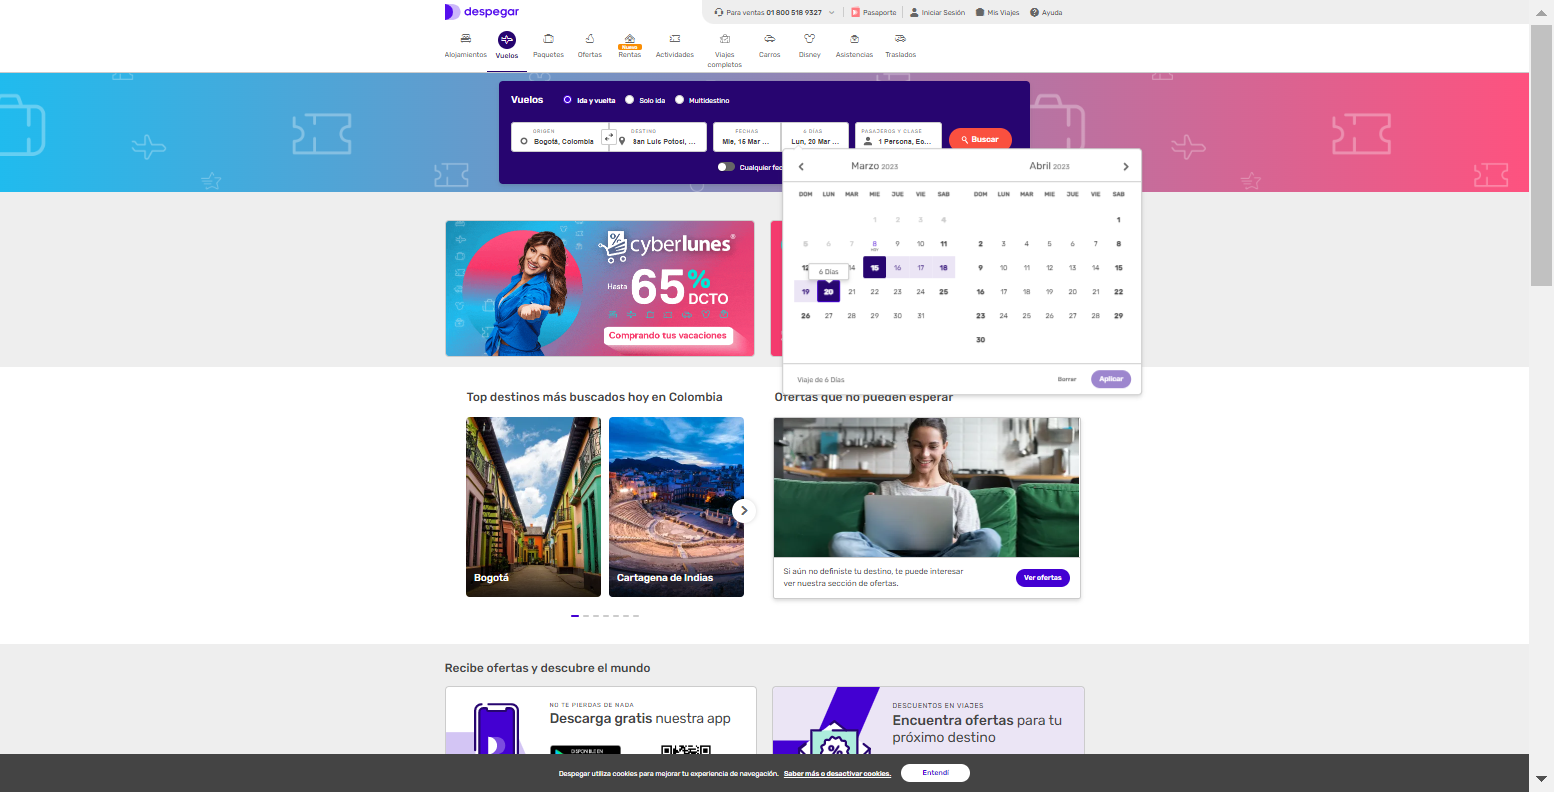 despegar
Para ventas 01 800 518 9327
Pasaporte
Iniciar Sesión
Mis Viajes
Ayuda
Alojamientos
Vuelos
Paquetes
Ofertas
Nuevo
Rentas
Actividades
Viajes
completos
Carros
Disney
Asistencias
Traslados
Vuelos
Ida y vuelta
Solo ida
Multidestino
ORIGEN
Bogotá, Colombia
DESTINO
San Luis Potosí, ...
FECHAS
Mie, 15 Mar ...
6 DÍAS
Lun, 20 Mar ...
PASAJEROS Y CLASE
1 Persona, Ec...
Buscar
Cualquier fec
Marzo 2023
Abril 2023
DOM LUN MAR MIE JUE VIE SAB
DOM LUN MAR MIE JUE VIE SAB
1 2 3 4
1
5 6 7 8 9 10 11
HOY
2 3 4 5 6 7 8
12 14 15 16 17 18
9 10 11 12 13 14 15
6 Días
19 20 21 22 23 24 25
16 17 18 19 20 21 22
26 27 28 29 30 31
23 24 25 26 27 28 29
30
Viaje de 6 Días
Borrar
Aplicar
cyberlunes®
Hasta 65% DCTO
Comprando tus vacaciones
Top destinos más buscados hoy en Colombia
Ofertas que no pueden esperar
Bogotá
Cartagena de Indias
Si aún no definiste tu destino, te puede interesar
ver nuestra sección de ofertas.
Ver ofertas
Recibe ofertas y descubre el mundo
NO TE PIERDAS DE NADA
Descarga gratis nuestra app
DISPONIBLE EN
DESCUENTOS EN VIAJES
Encuentra ofertas para tu
próximo destino
Despegar utiliza cookies para mejorar tu experiencia de navegación. Saber más o desactivar cookies.
Entendí